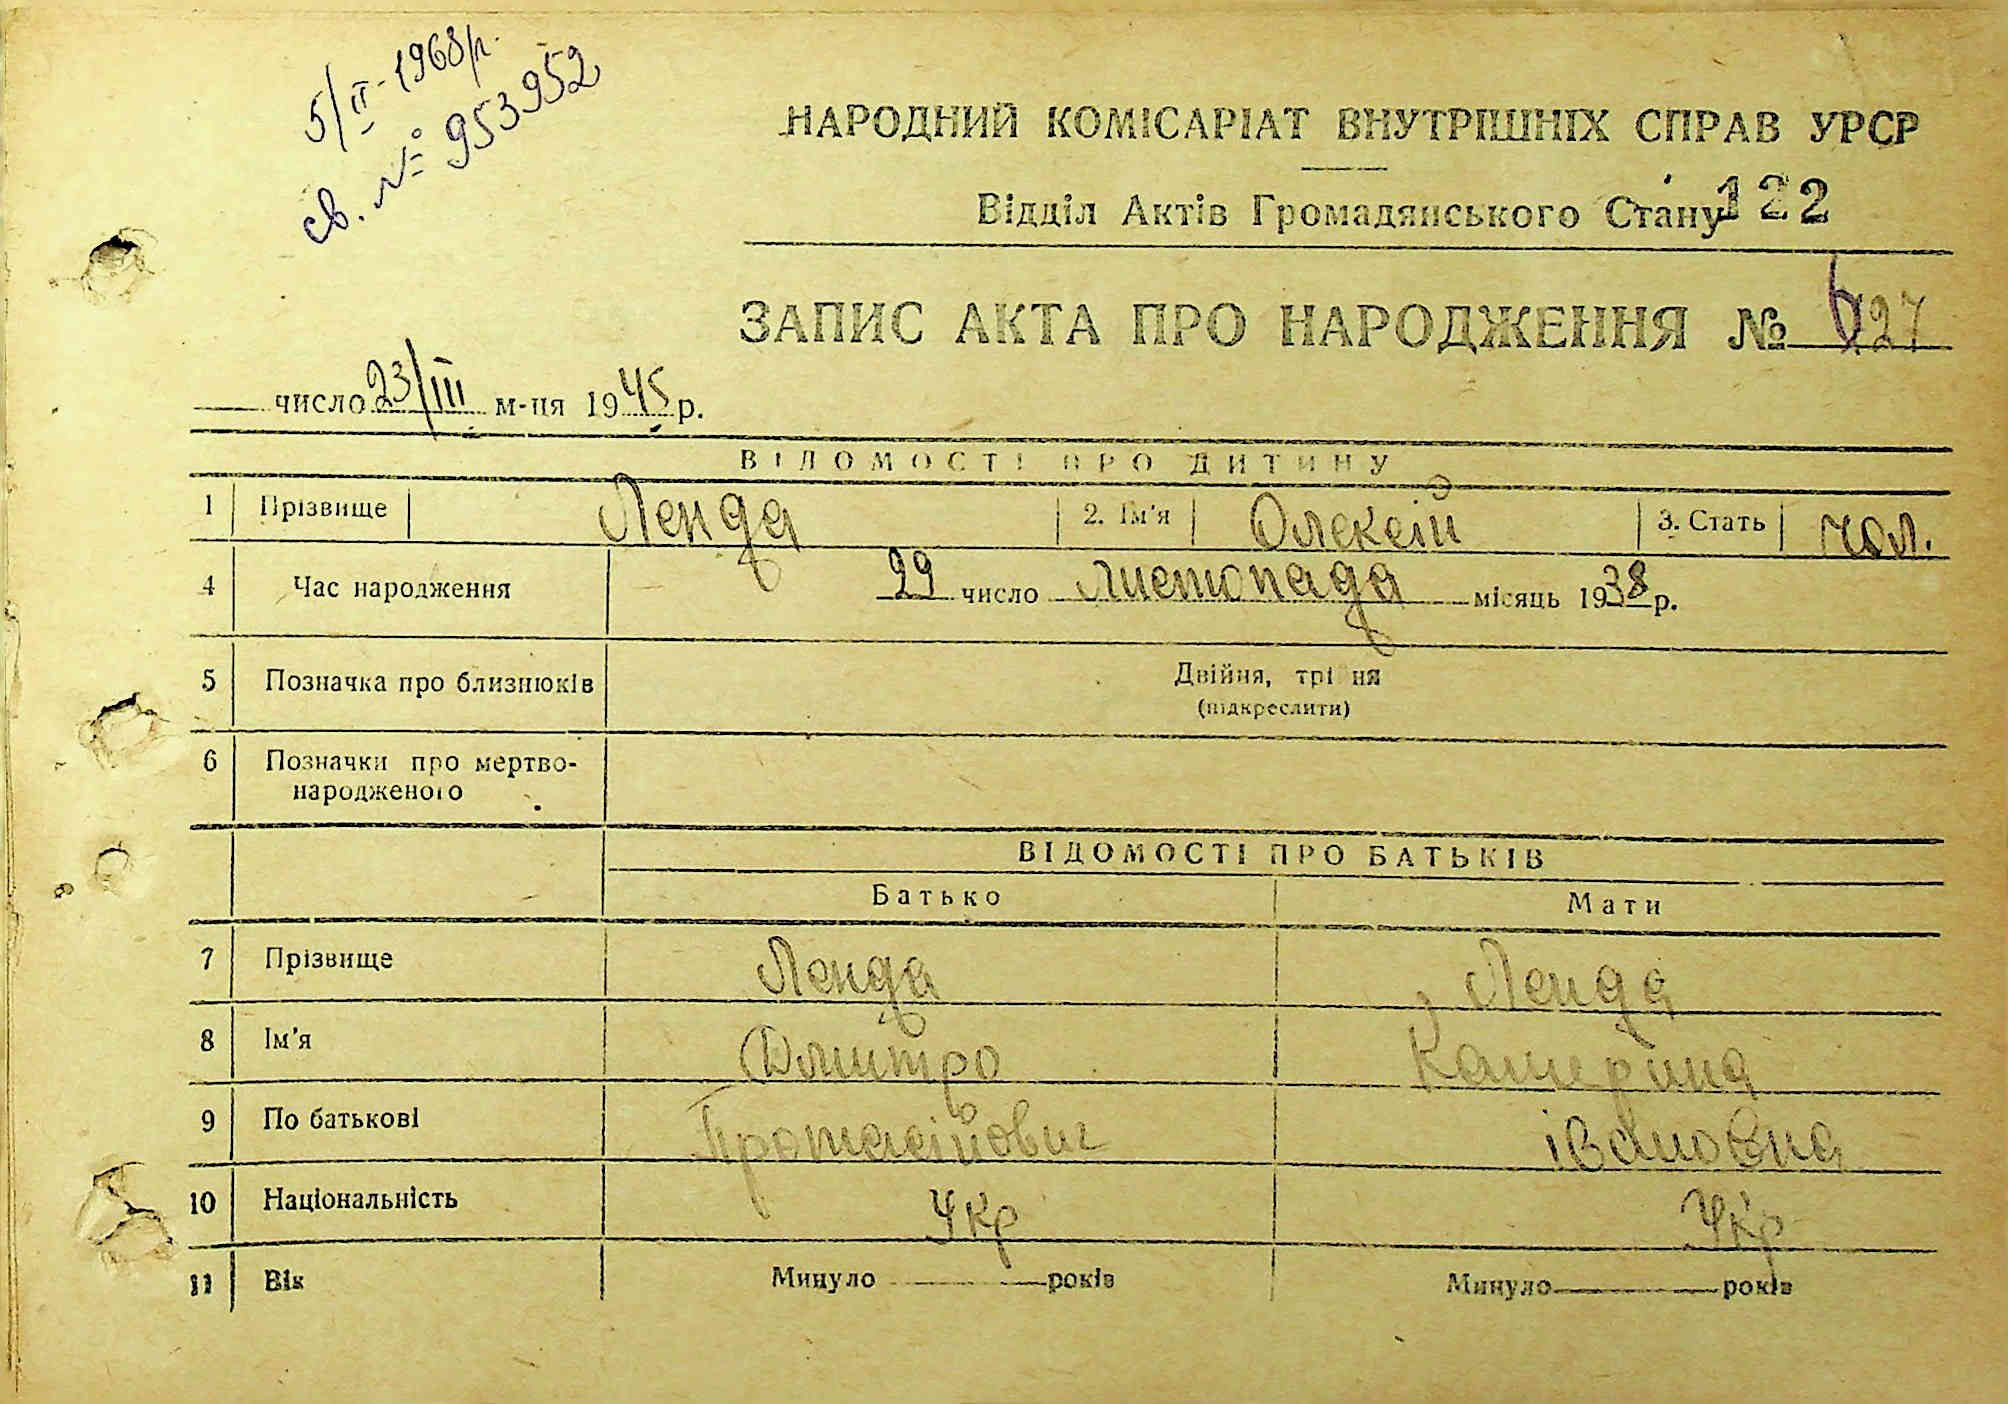 5/II-1968р.
св. № 953952
НАРОДНИЙ КОМІСАРІАТ ВНУТРІШНІХ СПРАВ УРСР
Відділ Актів Громадянського Стану 122
ЗАПИС АКТА ПРО НАРОДЖЕННЯ № 27
число 23/III м-ця 1945 р.
ВІДОМОСТІ ПРО ДИТИНУ
1 Прізвище Ленда 2. Ім'я Олексій 3. Стать чол.
4 Час народження 29 число листопада місяць 1938 р.
5 Позначка про близнюків Двійня, трійня
(підкреслити)
6 Позначки про мертво-
народженого
ВІДОМОСТІ ПРО БАТЬКІВ
Батько Мати
7 Прізвище Ленда Ленда
8 Ім'я Дмитро Катерина
9 По батькові Протасійович івановна
10 Національність Укр Укр
11 Вік Минуло років Минуло років